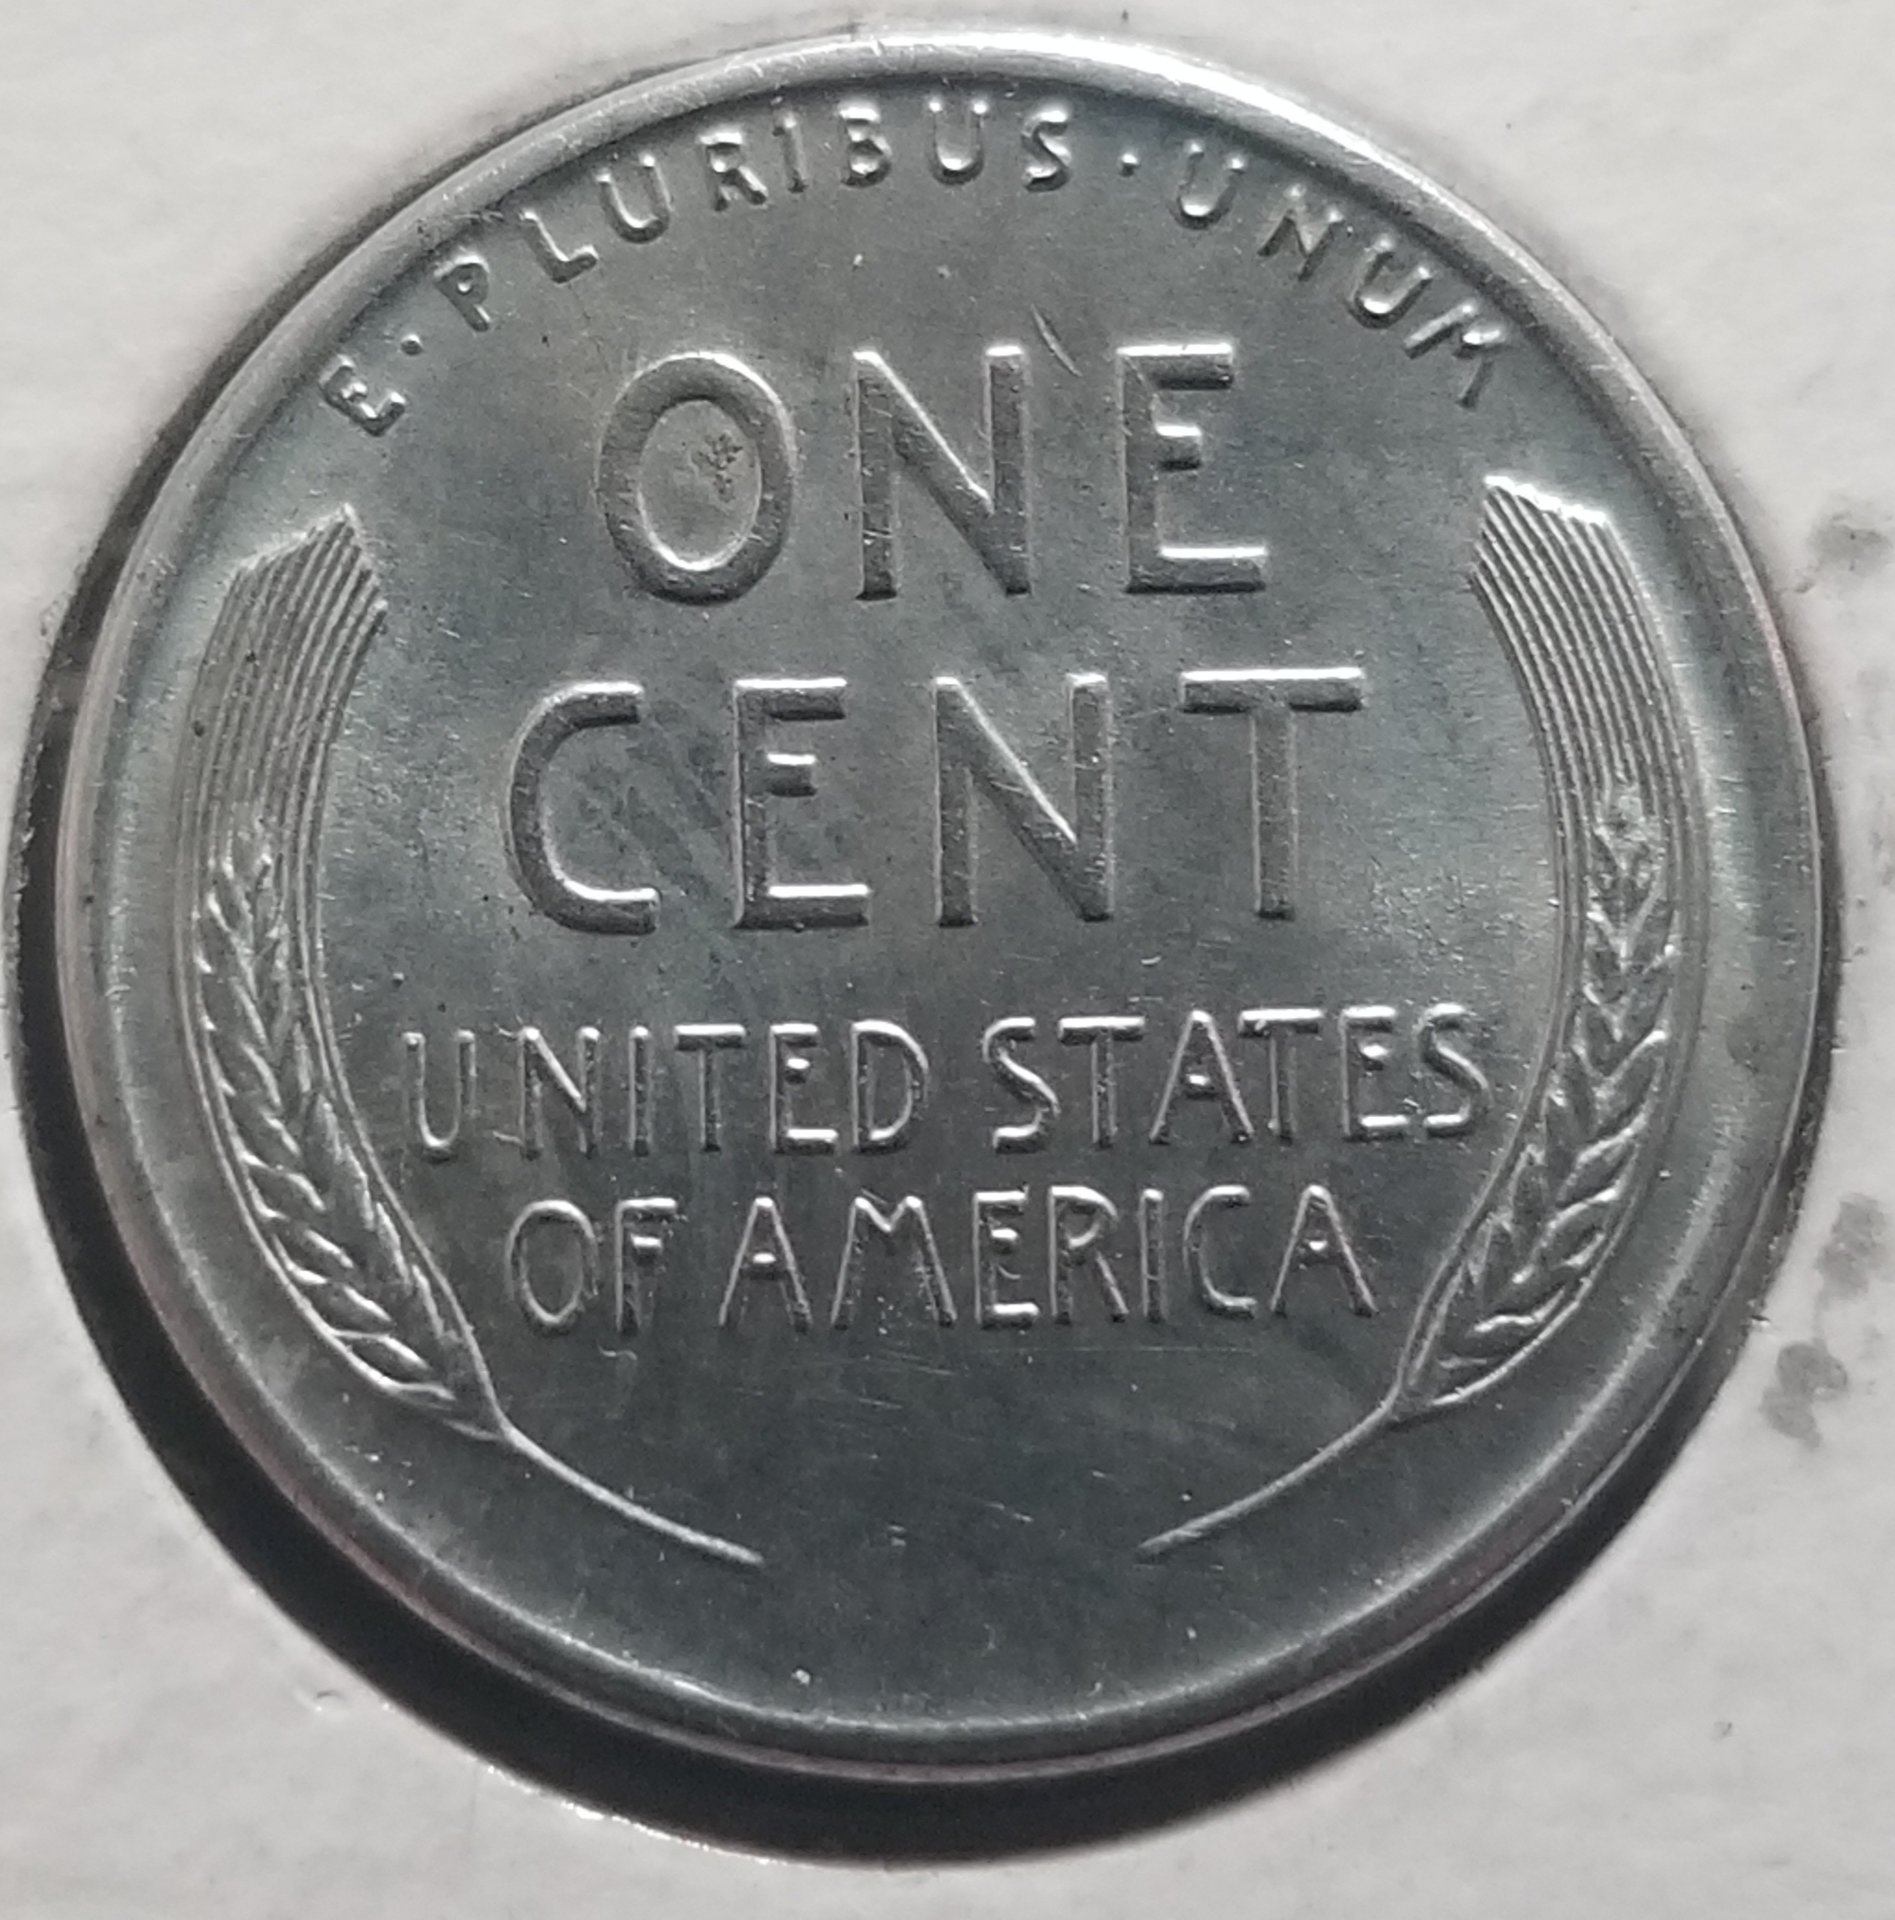 E·PLURIBUS·UNUM
ONE
CENT
UNITED STATES
OF AMERICA